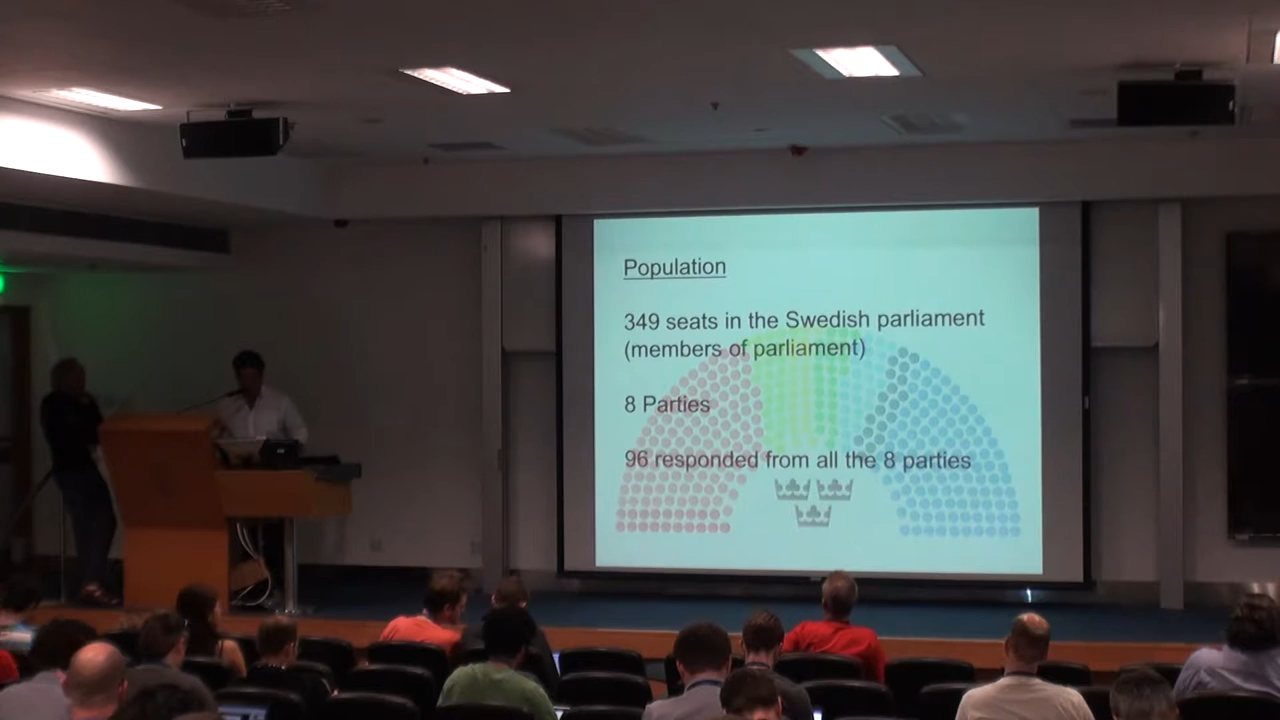 Population
349 seats in the Swedish parliament
(members of parliament)
8 Parties
96 responded from all the 8 parties